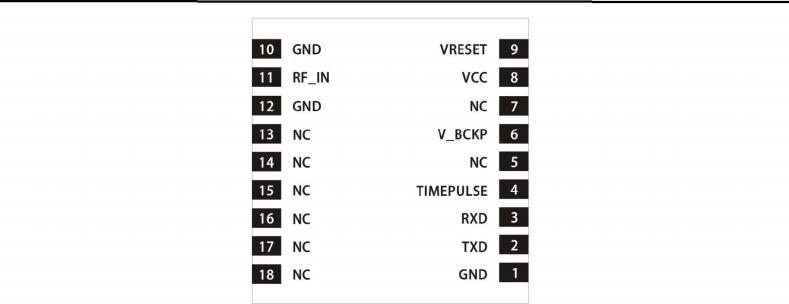 10 GND VRESET 9
11 RF_IN VCC 8
12 GND NC 7
13 NC V_BCKP 6
14 NC NC 5
15 NC TIMEPULSE 4
16 NC RXD 3
17 NC TXD 2
18 NC GND 1